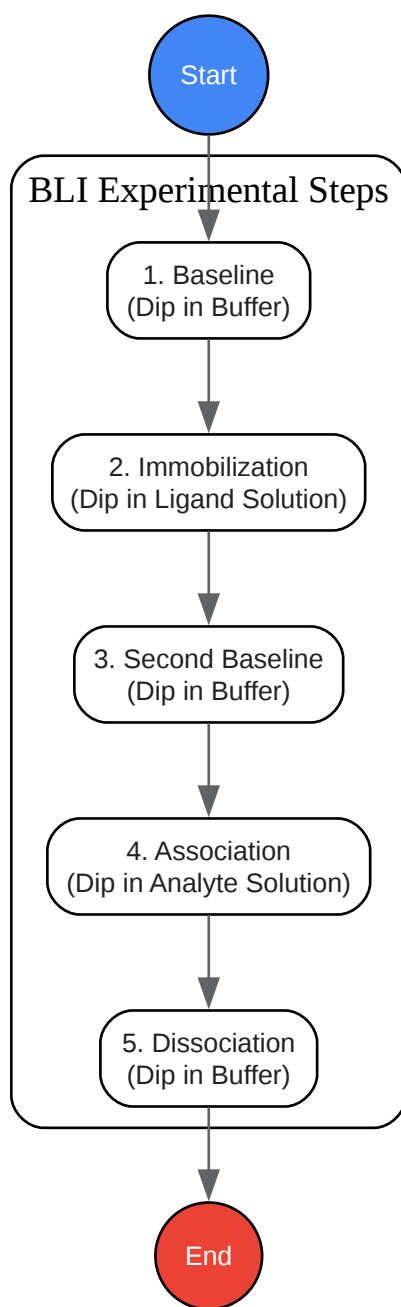 Start
BLI Experimental Steps
1. Baseline
(Dip in Buffer)
2. Immobilization
(Dip in Ligand Solution)
3. Second Baseline
(Dip in Buffer)
4. Association
(Dip in Analyte Solution)
5. Dissociation
(Dip in Buffer)
End